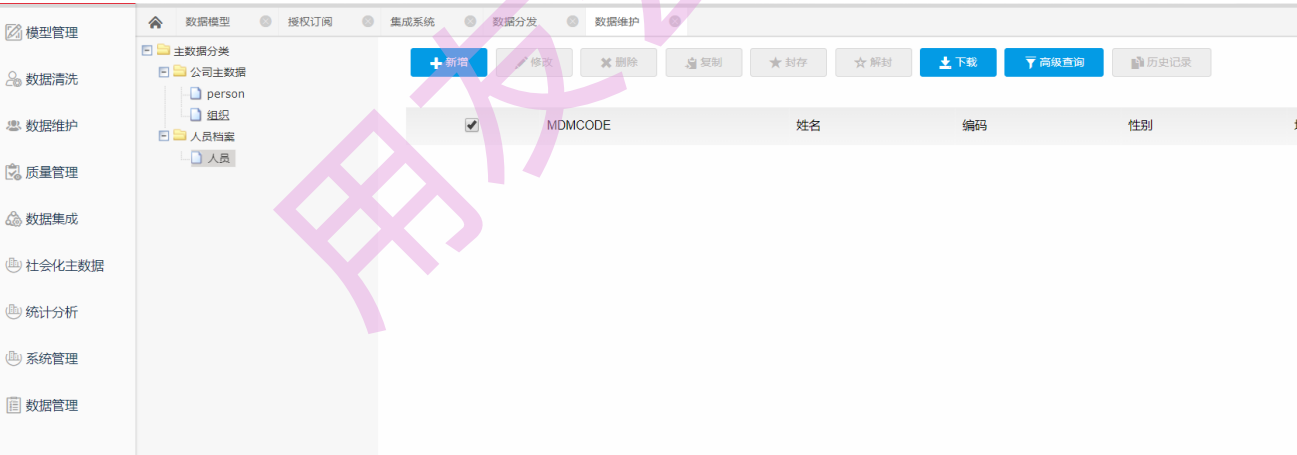 模型管理
数据清洗
数据维护
质量管理
数据集成
社会化主数据
统计分析
系统管理
数据管理
数据模型 授权订阅 集成系统 数据分发 数据维护
主数据分类
公司主数据
person
组织
人员档案
人员
新增 修改 删除 复制 封存 解封 下载 高级查询 历史记录
MDMCODE 姓名 编码 性别
用友